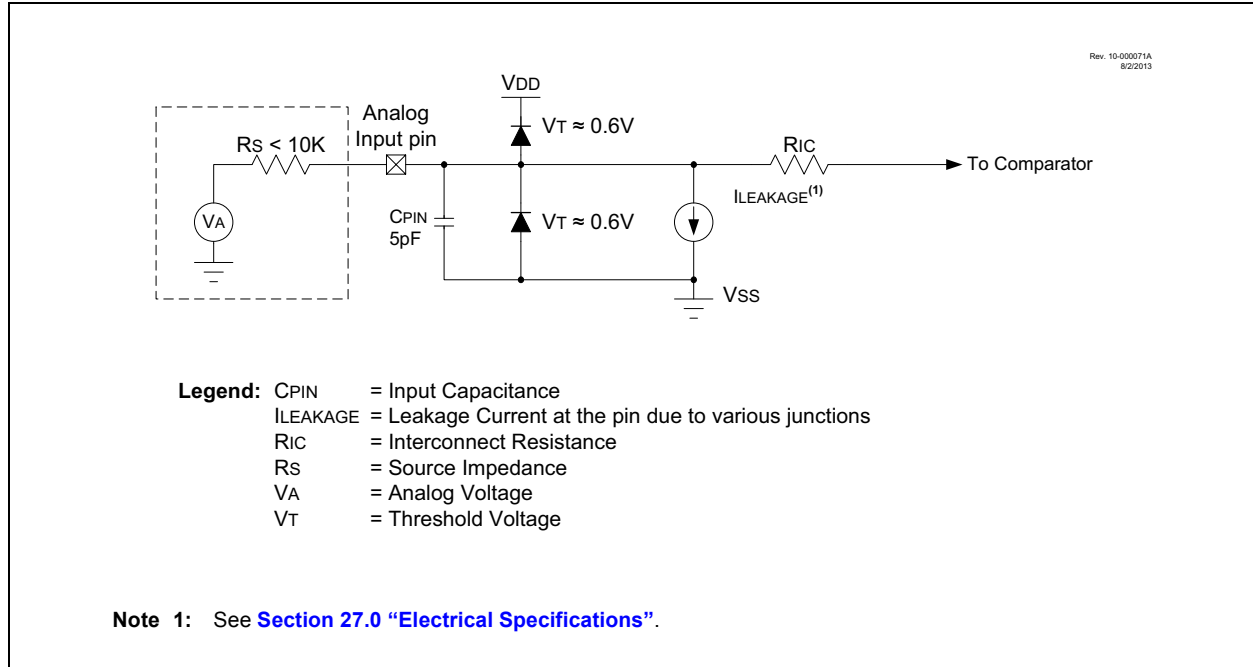 Rev. 10-000071A
8/2/2013
VDD
Analog
Input pin
VT ≈ 0.6V
RS < 10K
RIC
To Comparator
ILEAKAGE(1)
VA
CPIN
5pF
VT ≈ 0.6V
VSS
Legend: CPIN = Input Capacitance
ILEAKAGE = Leakage Current at the pin due to various junctions
RIC = Interconnect Resistance
RS = Source Impedance
VA = Analog Voltage
VT = Threshold Voltage
Note 1: See Section 27.0 “Electrical Specifications”.